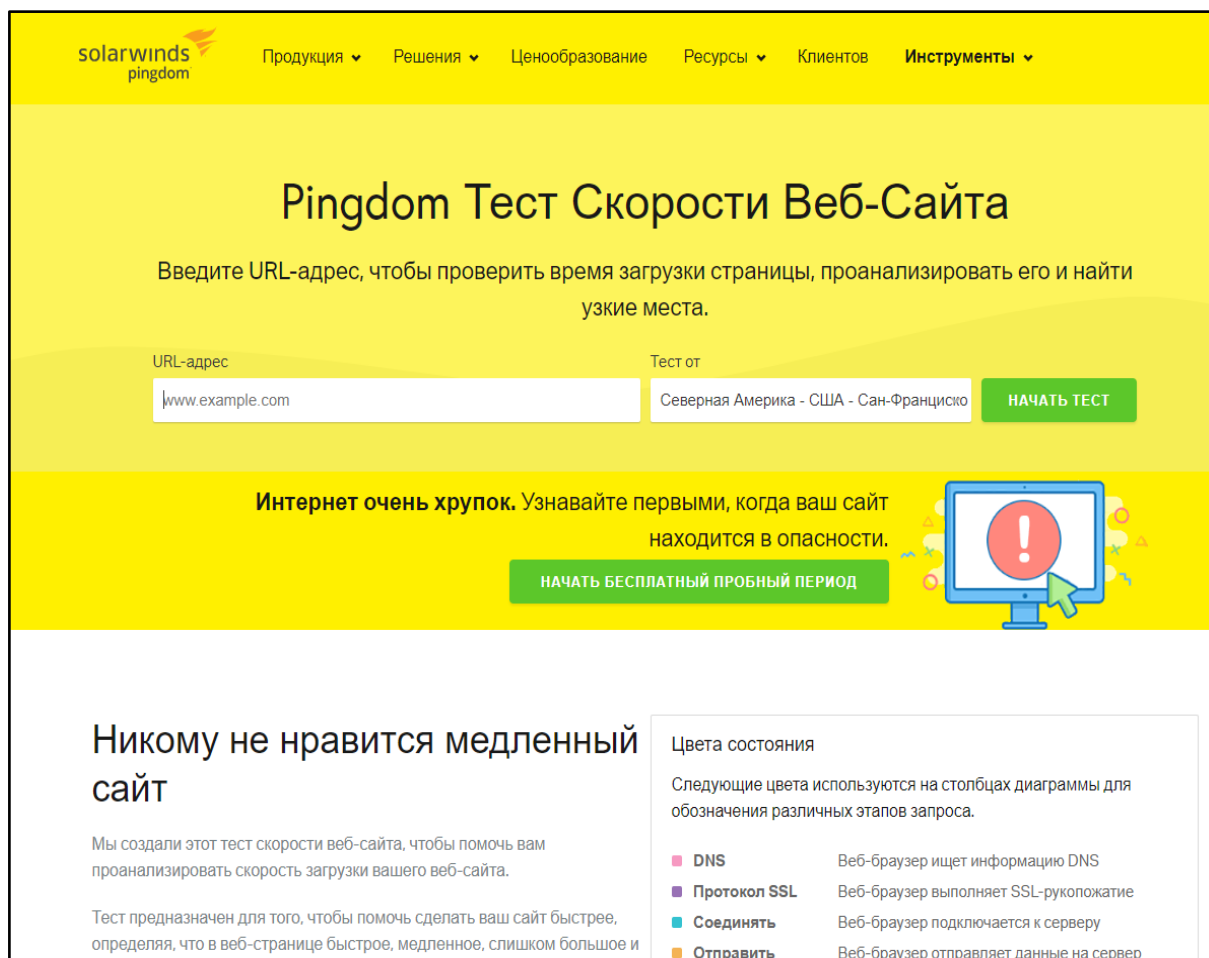 solarwinds
pingdom
Продукция
Решения
Ценообразование
Ресурсы
Клиентов
Инструменты
Pingdom Тест Скорости Веб-Сайта
Введите URL-адрес, чтобы проверить время загрузки страницы, проанализировать его и найти
узкие места.
URL-адрес
Тест от
www.example.com
Северная Америка - США - Сан-Франциско
НАЧАТЬ ТЕСТ
Интернет очень хрупок. Узнавайте первыми, когда ваш сайт
находится в опасности.
НАЧАТЬ БЕСПЛАТНЫЙ ПРОБНЫЙ ПЕРИОД
Никому не нравится медленный
сайт
Мы создали этот тест скорости веб-сайта, чтобы помочь вам
проанализировать скорость загрузки вашего веб-сайта.
Тест предназначен для того, чтобы помочь сделать ваш сайт быстрее,
определяя, что в веб-странице быстрое, медленное, слишком большое и
Цвета состояния
Следующие цвета используются на столбцах диаграммы для
обозначения различных этапов запроса.
DNS Веб-браузер ищет информацию DNS
Протокол SSL Веб-браузер выполняет SSL-рукопожатие
Соединять Веб-браузер подключается к серверу
Отправить Веб-браузер отправляет данные на сервер